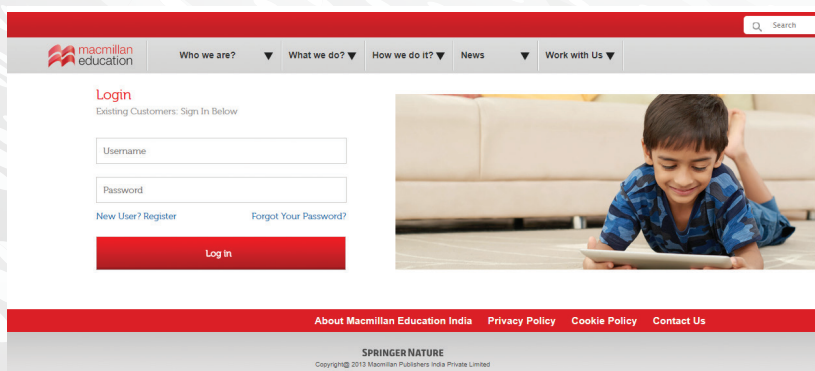 Search
macmillan
education
Who we are? ▼ What we do? ▼ How we do it? ▼ News ▼ Work with Us ▼
Login
Existing Customers: Sign In Below
Username
Password
New User? Register Forgot Your Password?
Log in
About Macmillan Education India Privacy Policy Cookie Policy Contact Us
SPRINGER NATURE
Copyright@ 2013 Macmillan Publishers India Private Limited